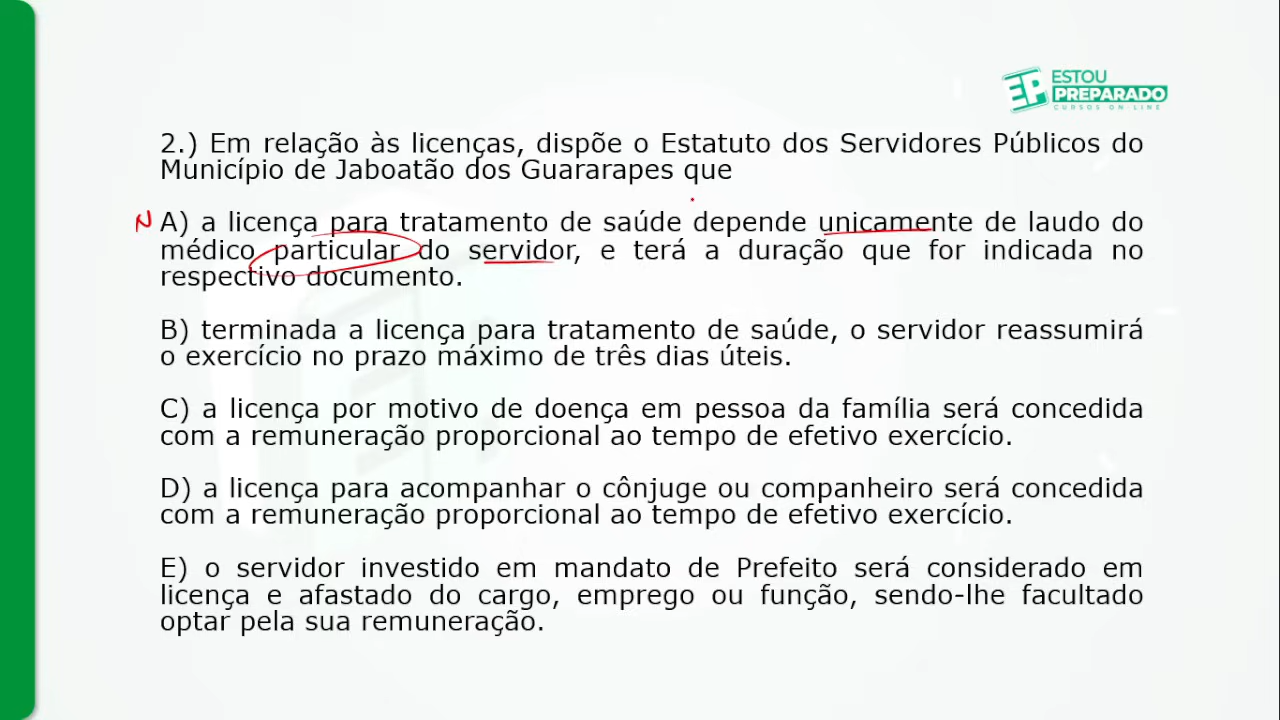 ESTOU
EP PREPARADO
CURSOS ON-LINE
2.) Em relação às licenças, dispõe o Estatuto dos Servidores Públicos do
Município de Jaboatão dos Guararapes que
N A) a licença para tratamento de saúde depende unicamente de laudo do
médico particular do servidor, e terá a duração que for indicada no
respectivo documento.
B) terminada a licença para tratamento de saúde, o servidor reassumirá
o exercício no prazo máximo de três dias úteis.
C) a licença por motivo de doença em pessoa da família será concedida
com a remuneração proporcional ao tempo de efetivo exercício.
D) a licença para acompanhar o cônjuge ou companheiro será concedida
com a remuneração proporcional ao tempo de efetivo exercício.
E) o servidor investido em mandato de Prefeito será considerado em
licença e afastado do cargo, emprego ou função, sendo-lhe facultado
optar pela sua remuneração.